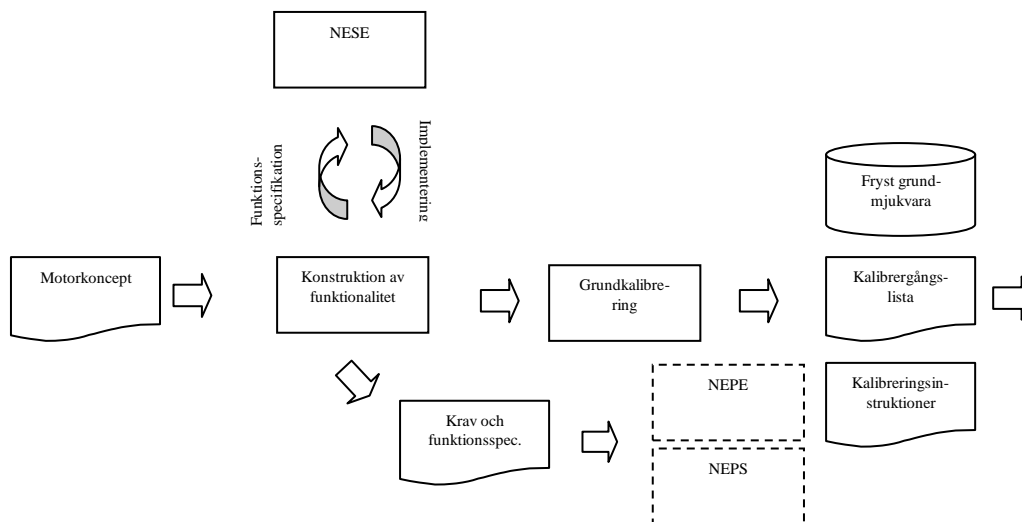 NESE
Funktions-
specifikation
Implementering
Fryst grund-
mjukvara
Motorkoncept
Konstruktion av
funktionalitet
Grundkalibre-
ring
Kalibrergångs-
lista
Krav och
funktionsspec.
NEPE
Kalibreringsin-
struktioner
NEPS